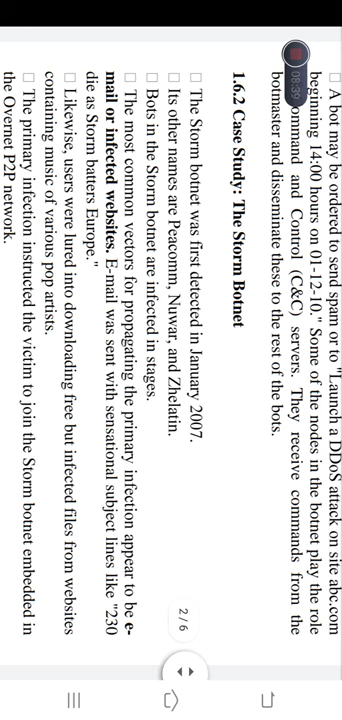 □ A bot may be ordered to send spam or to "Launch a DDoS attack on site abc.com
beginning 14:00 hours on 01-12-10." Some of the nodes in the botnet play the role
08:39
ommand and Control (C&C) servers. They receive commands from the
botmaster and disseminate these to the rest of the bots.
1.6.2 Case Study: The Storm Botnet
□ The Storm botnet was first detected in January 2007.
□ Its other names are Peacomm, Nuwar, and Zhelatin.
□ Bots in the Storm botnet are infected in stages.
□ The most common vectors for propagating the primary infection appear to be e-
mail or infected websites. E-mail was sent with sensational subject lines like "230
die as Storm batters Europe."
□ Likewise, users were lured into downloading free but infected files from websites
containing music of various pop artists.
□ The primary infection instructed the victim to join the Storm botnet embedded in
the Overnet P2P network.
2/6